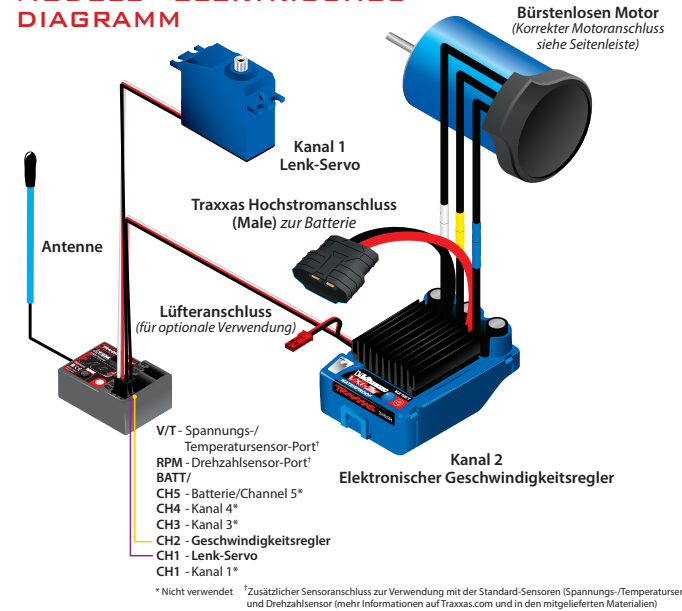 DIAGRAMM
Bürstenlosen Motor
(Korrekter Motoranschluss
siehe Seitenleiste)
Kanal 1
Lenk-Servo
Traxxas Hochstromanschluss
(Male) zur Batterie
Antenne
Lüfteranschluss
(für optionale Verwendung)
TRAXXAS
Kanal 2
Elektronischer Geschwindigkeitsregler
V/T - Spannungs-/
Temperatursensor-Port†
RPM - Drehzahlsensor-Port†
BATT/
CH5 - Batterie/Channel 5*
CH4 - Kanal 4*
CH3 - Kanal 3*
CH2 - Geschwindigkeitsregler
CH1 - Lenk-Servo
CH1 - Kanal 1*
* Nicht verwendet †Zusätzlicher Sensoranschluss zur Verwendung mit der Standard-Sensoren (Spannungs-/Temperatursen
und Drehzahlsensor (mehr Informationen auf Traxxas.com und in den mitgelieferten Materialien)